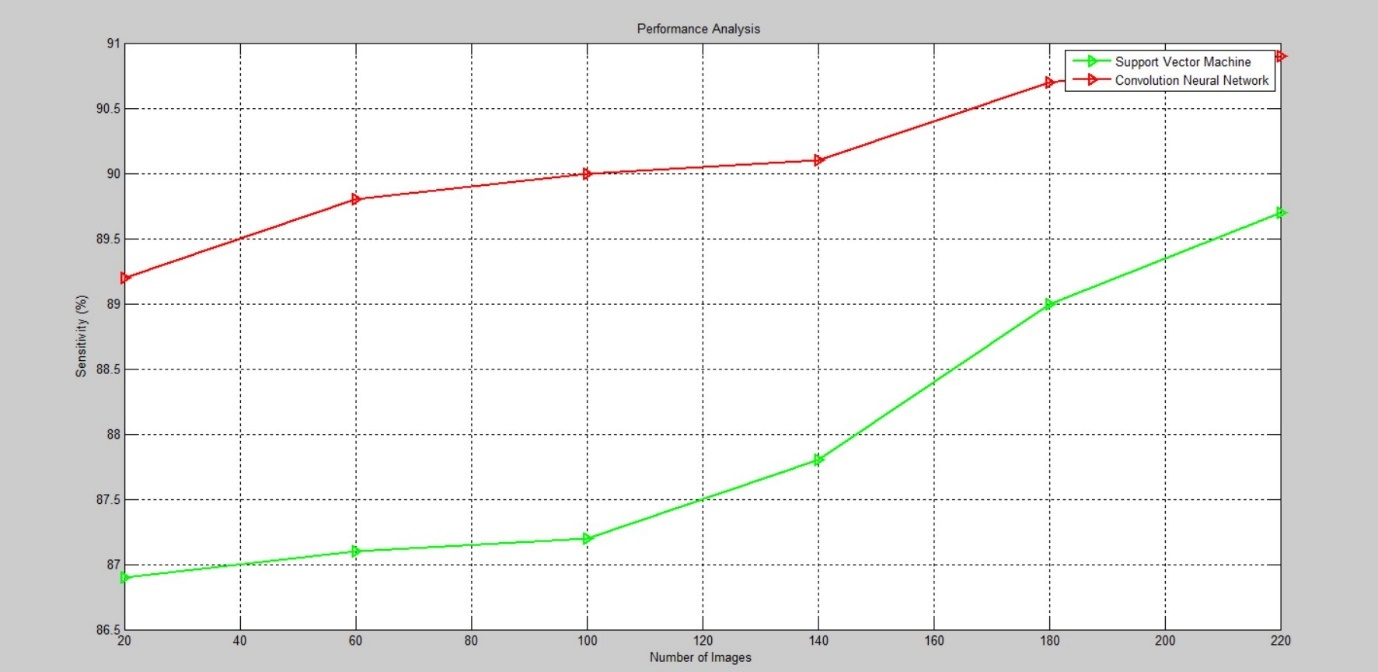 Performance Analysis
91
90.5
90
89.5
89
88.5
88
87.5
87
86.5
Sensitivity (%)
Support Vector Machine
Convolution Neural Network
20 40 60 80 100 120 140 160 180 200 220
Number of Images